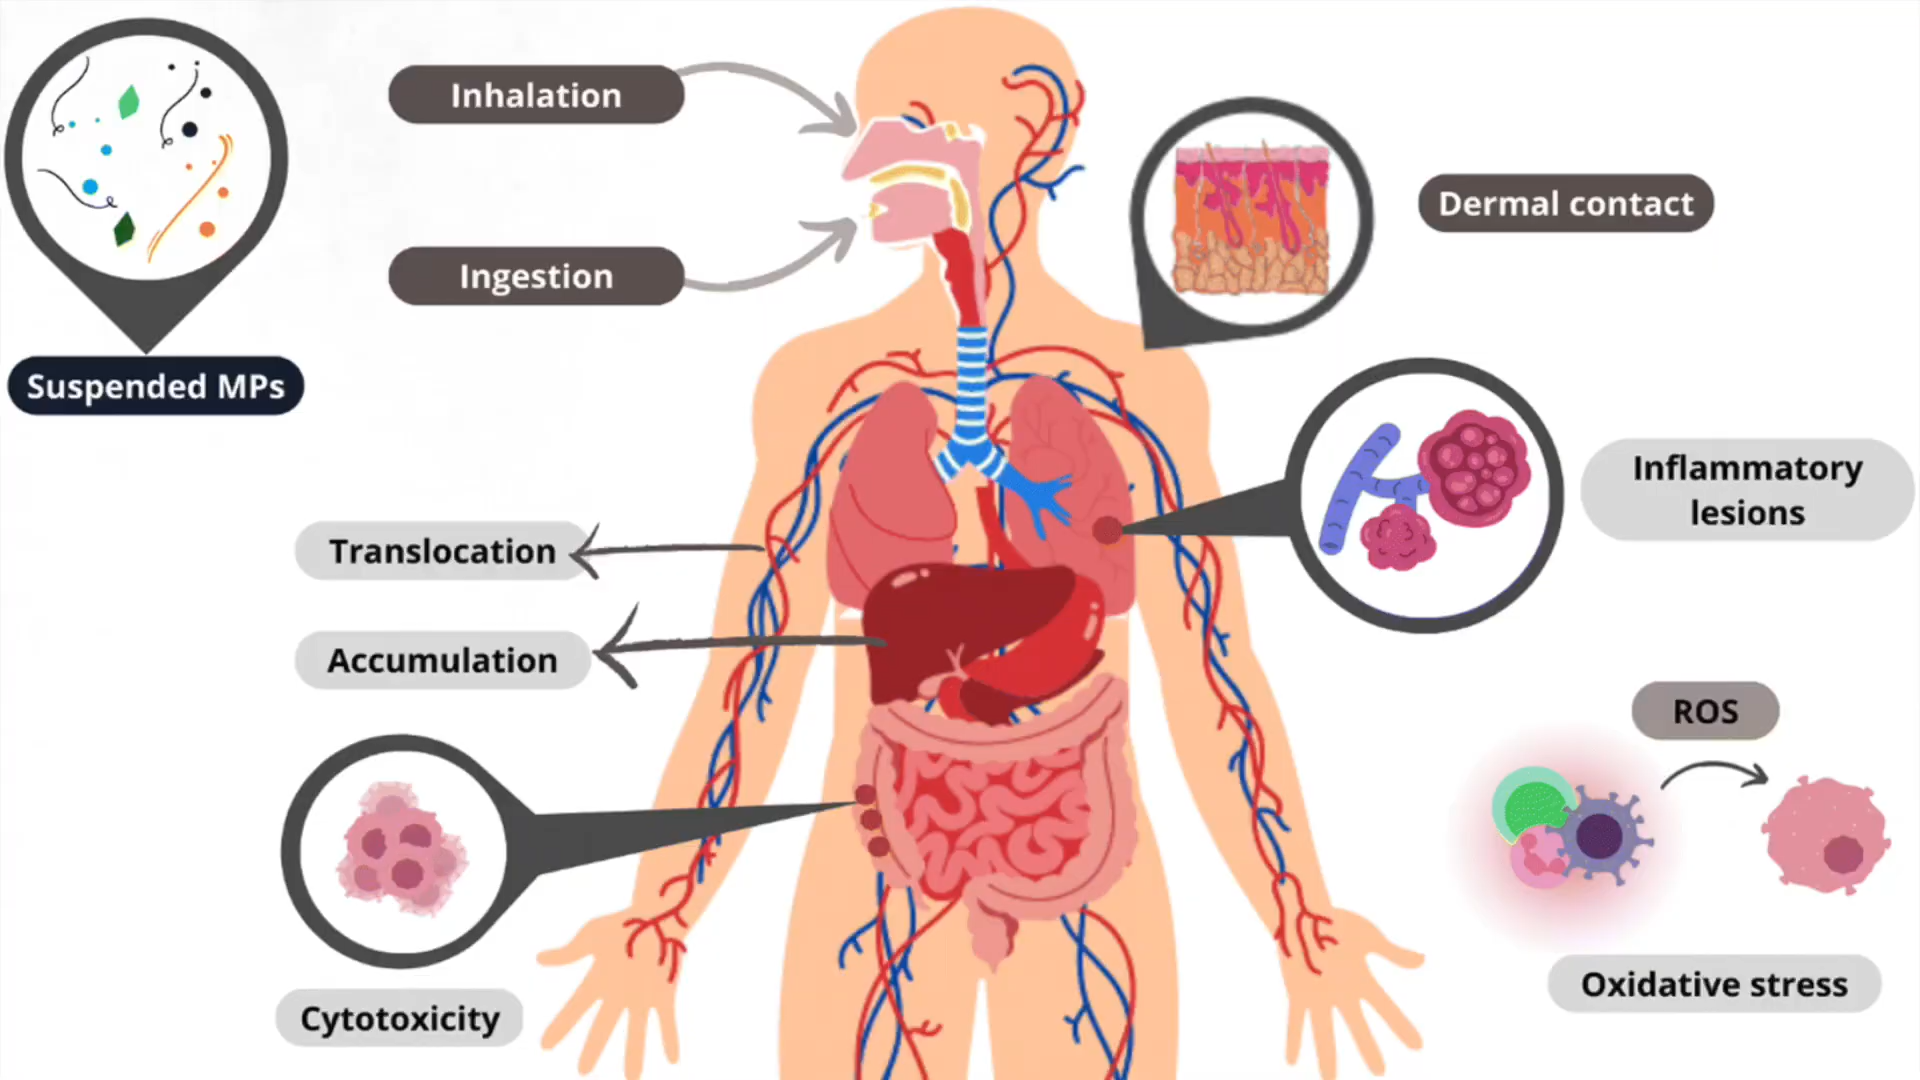 Inhalation
Dermal contact
Ingestion
Suspended MPs
Inflammatory
lesions
Translocation
Accumulation
ROS
Oxidative stress
Cytotoxicity